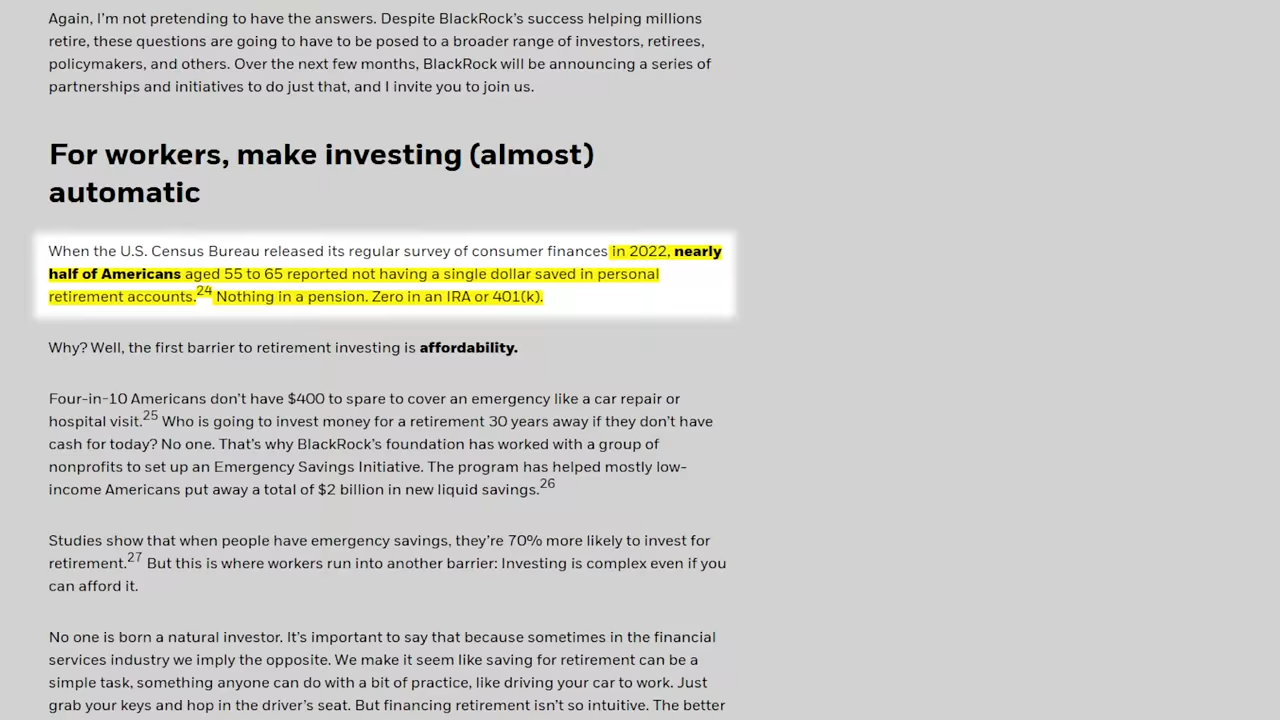 Again, I’m not pretending to have the answers. Despite BlackRock’s success helping millions
retire, these questions are going to have to be posed to a broader range of investors, retirees,
policymakers, and others. Over the next few months, BlackRock will be announcing a series of
partnerships and initiatives to do just that, and I invite you to join us.
For workers, make investing (almost)
automatic
When the U.S. Census Bureau released its regular survey of consumer finances in 2022, nearly
half of Americans aged 55 to 65 reported not having a single dollar saved in personal
retirement accounts.24 Nothing in a pension. Zero in an IRA or 401(k).
Why? Well, the first barrier to retirement investing is affordability.
Four-in-10 Americans don’t have $400 to spare to cover an emergency like a car repair or
hospital visit.25 Who is going to invest money for a retirement 30 years away if they don’t have
cash for today? No one. That’s why BlackRock’s foundation has worked with a group of
nonprofits to set up an Emergency Savings Initiative. The program has helped mostly low-
income Americans put away a total of $2 billion in new liquid savings.26
Studies show that when people have emergency savings, they’re 70% more likely to invest for
retirement.27 But this is where workers run into another barrier: Investing is complex even if you
can afford it.
No one is born a natural investor. It’s important to say that because sometimes in the financial
services industry we imply the opposite. We make it seem like saving for retirement can be a
simple task, something anyone can do with a bit of practice, like driving your car to work. Just
grab your keys and hop in the driver’s seat. But financing retirement isn’t so intuitive. The better